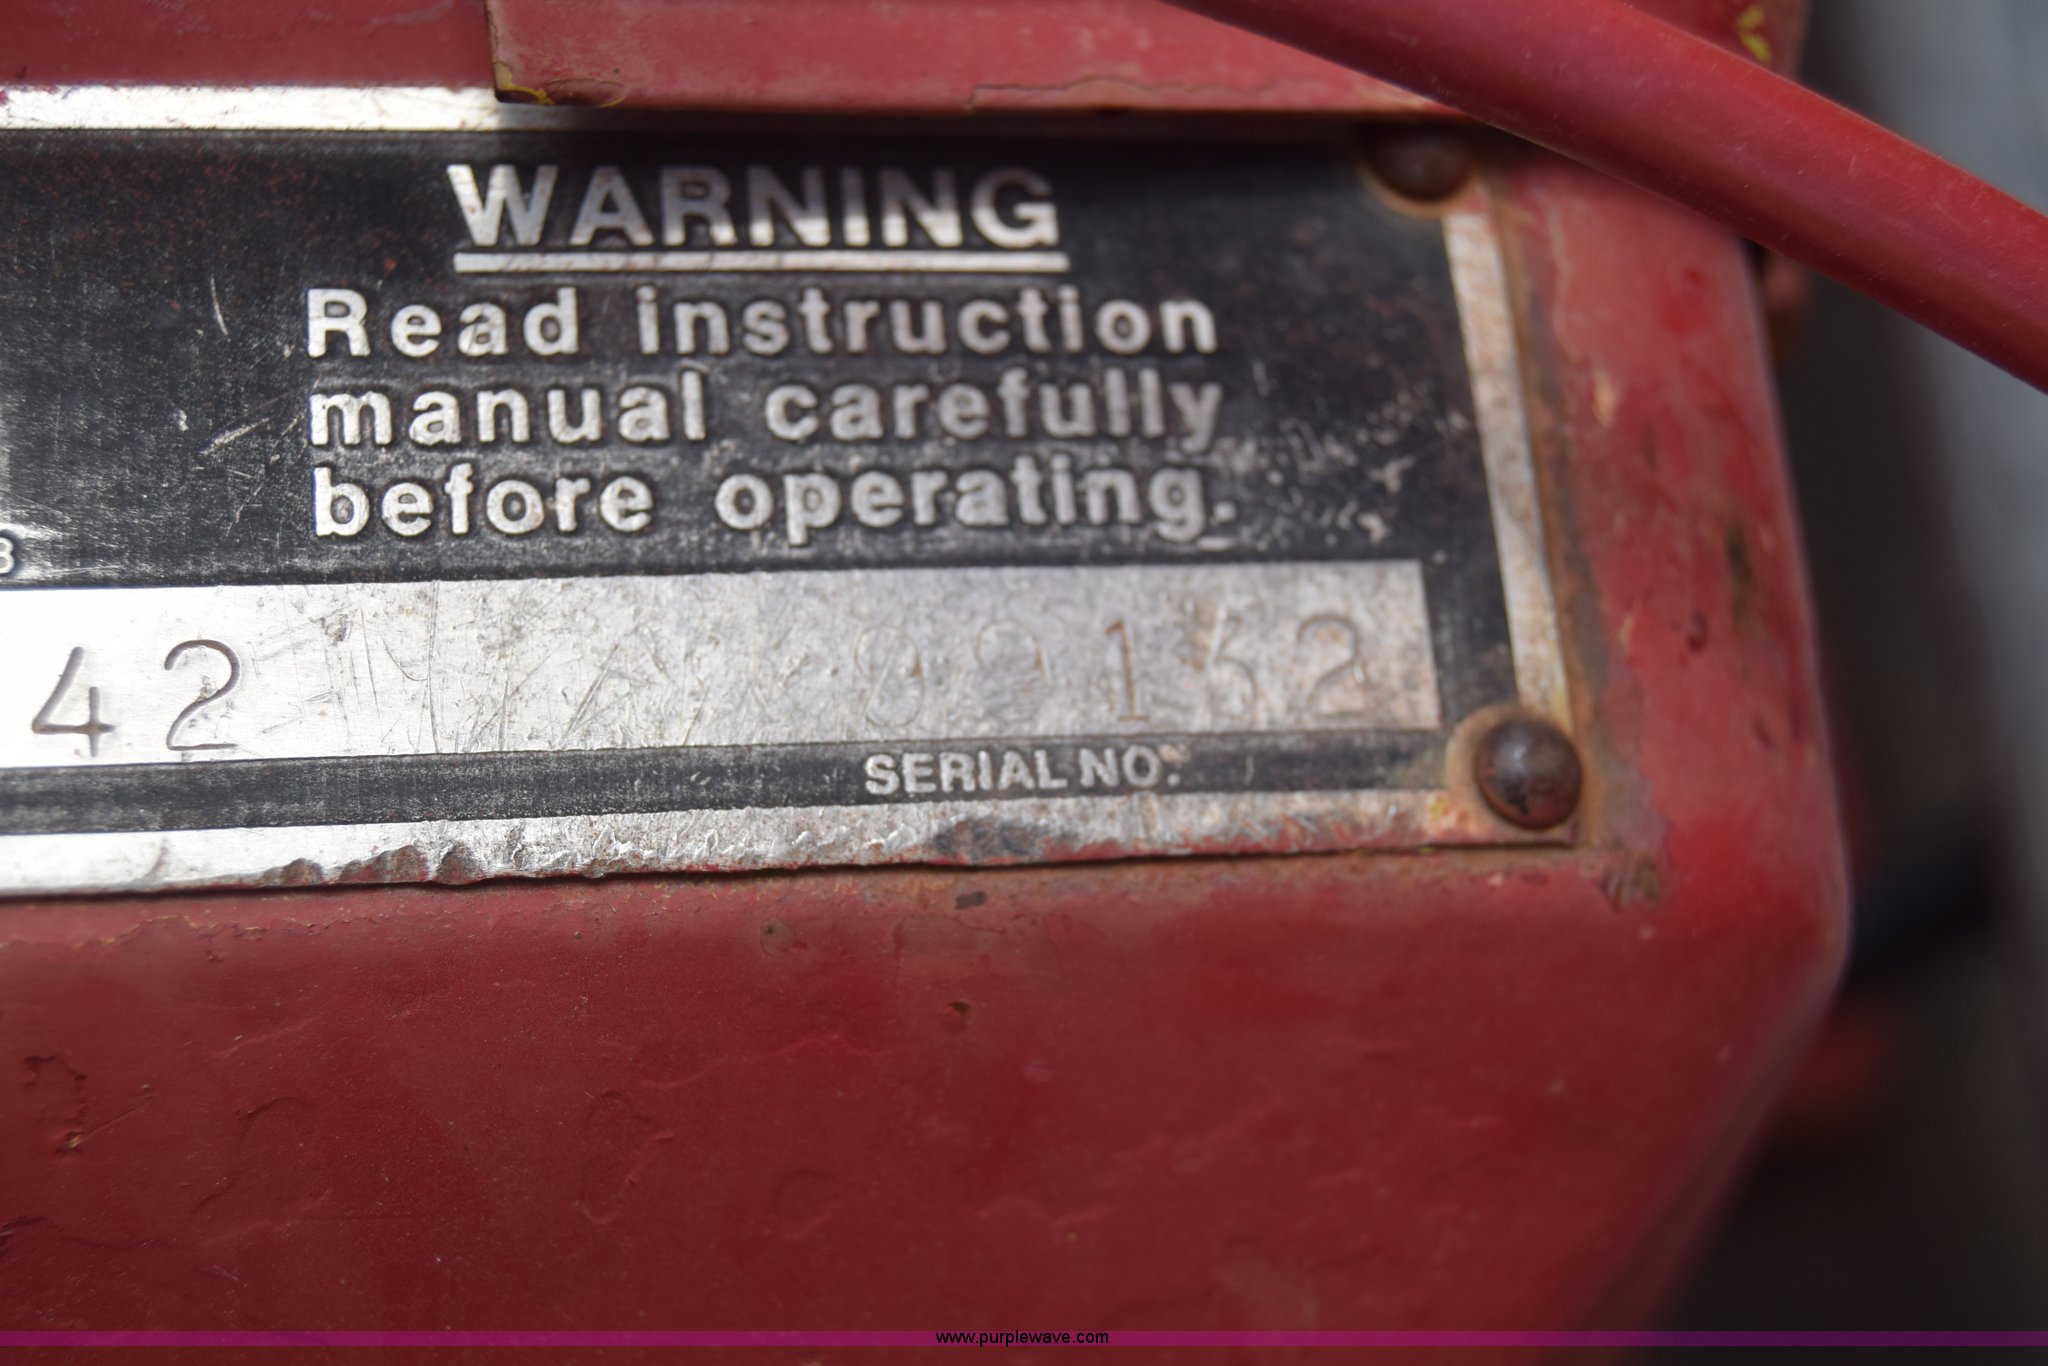 WARNING
Read instruction
manual carefully
before operating.
42
SERIAL NO.
www.purplewave.com